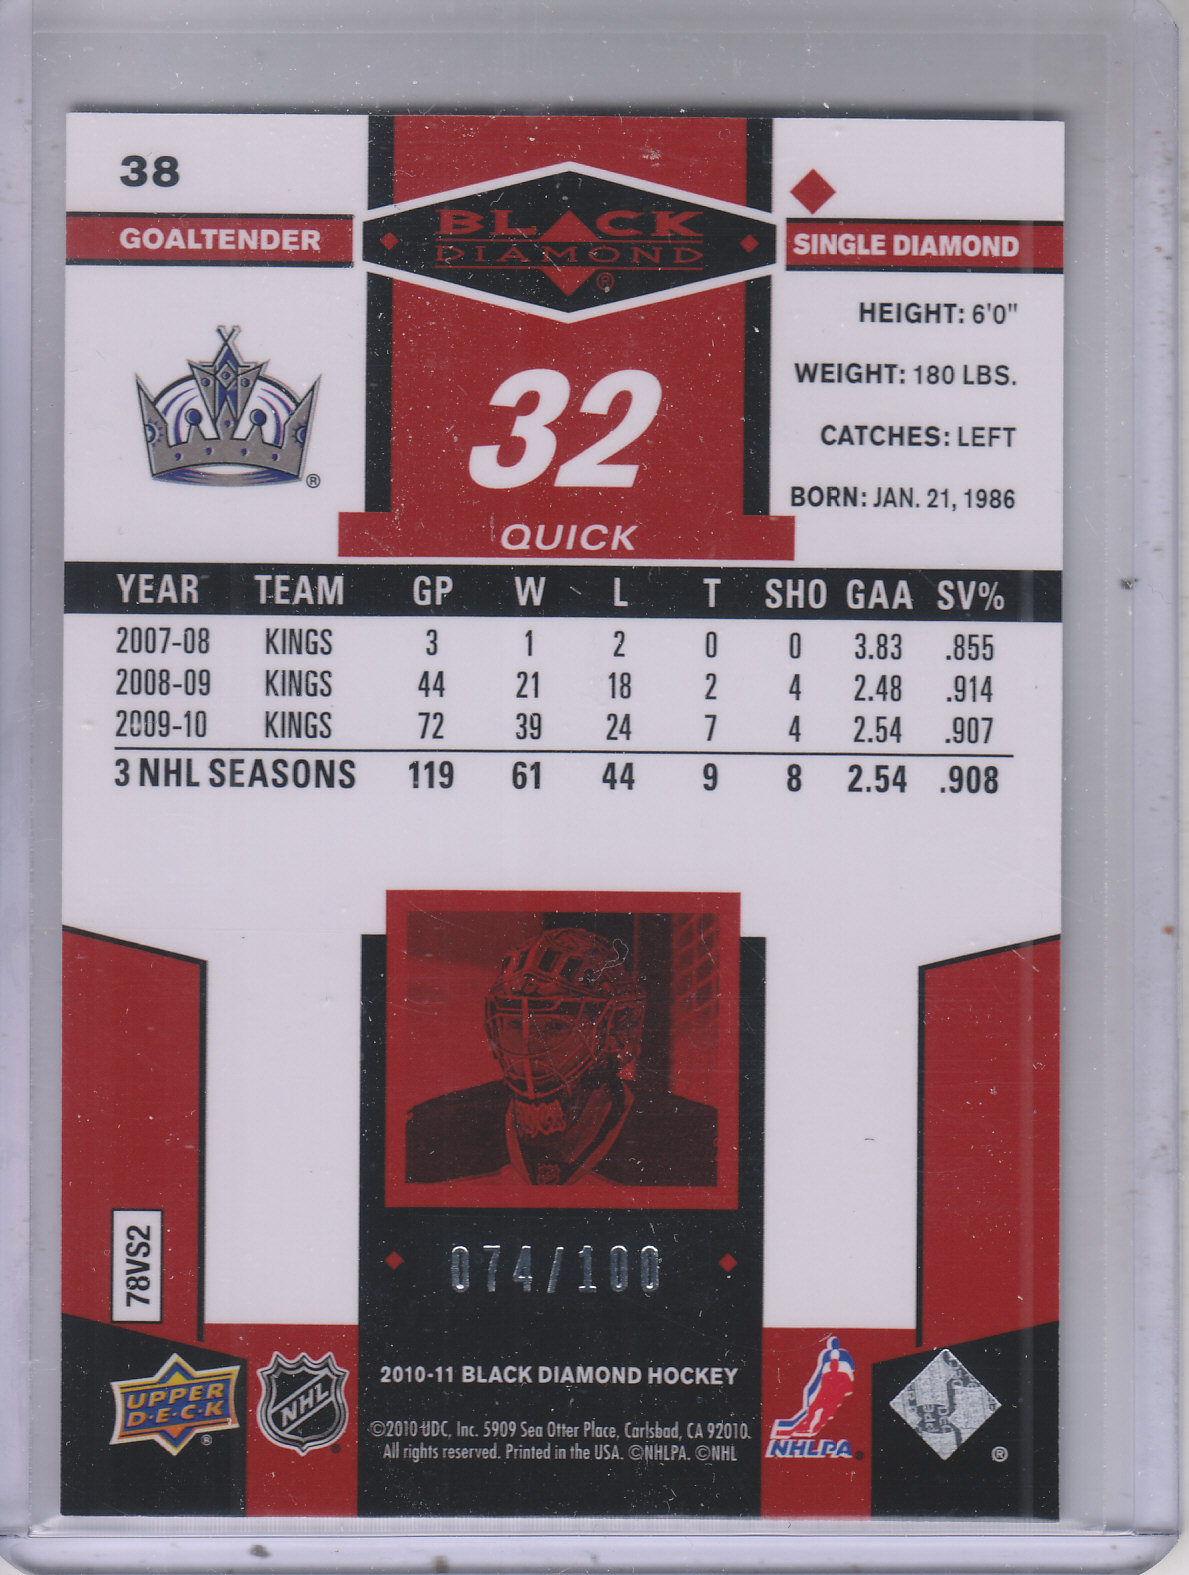 38
GOALTENDER
BLACK
DIAMOND
®
SINGLE DIAMOND
HEIGHT: 6'0"
WEIGHT: 180 LBS.
CATCHES: LEFT
BORN: JAN. 21, 1986
®
32
QUICK
YEAR TEAM GP W L T SHO GAA SV%
2007-08 KINGS 3 1 2 0 0 3.83 .855
2008-09 KINGS 44 21 18 2 4 2.48 .914
2009-10 KINGS 72 39 24 7 4 2.54 .907
3 NHL SEASONS 119 61 44 9 8 2.54 .908
78VS2
074/100
2010-11 BLACK DIAMOND HOCKEY
©2010 UDC, Inc. 5909 Sea Otter Place, Carlsbad, CA 92010.
All rights reserved. Printed in the USA. ©NHLPA. ©NHL
UPPER
D·E·C·K
®
NHL
NHLPA
®